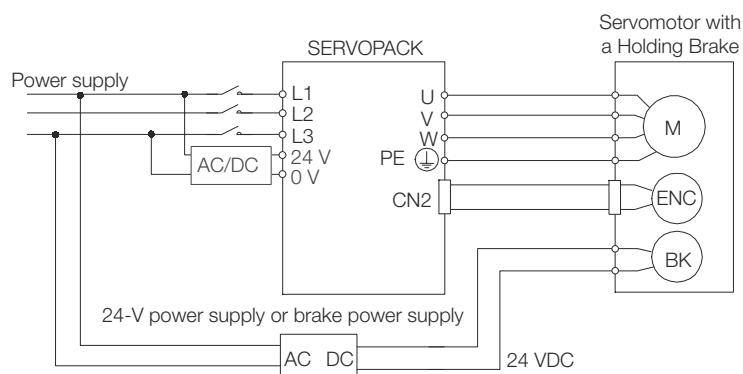 Servomotor with
a Holding Brake
SERVOPACK
Power supply
L1
L2
L3
24 V
0 V
AC/DC
U
V
W
PE
CN2
M
ENC
BK
24-V power supply or brake power supply
AC DC
24 VDC